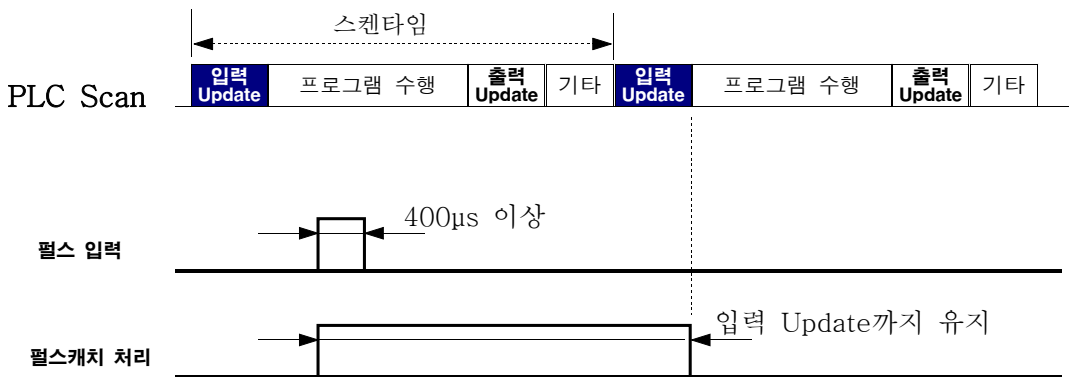 스켄타임
PLC Scan
입력
Update
프로그램 수행
출력
Update
기타
입력
Update
프로그램 수행
출력
Update
기타
400μs 이상
펄스 입력
입력 Update까지 유지
펄스캐치 처리